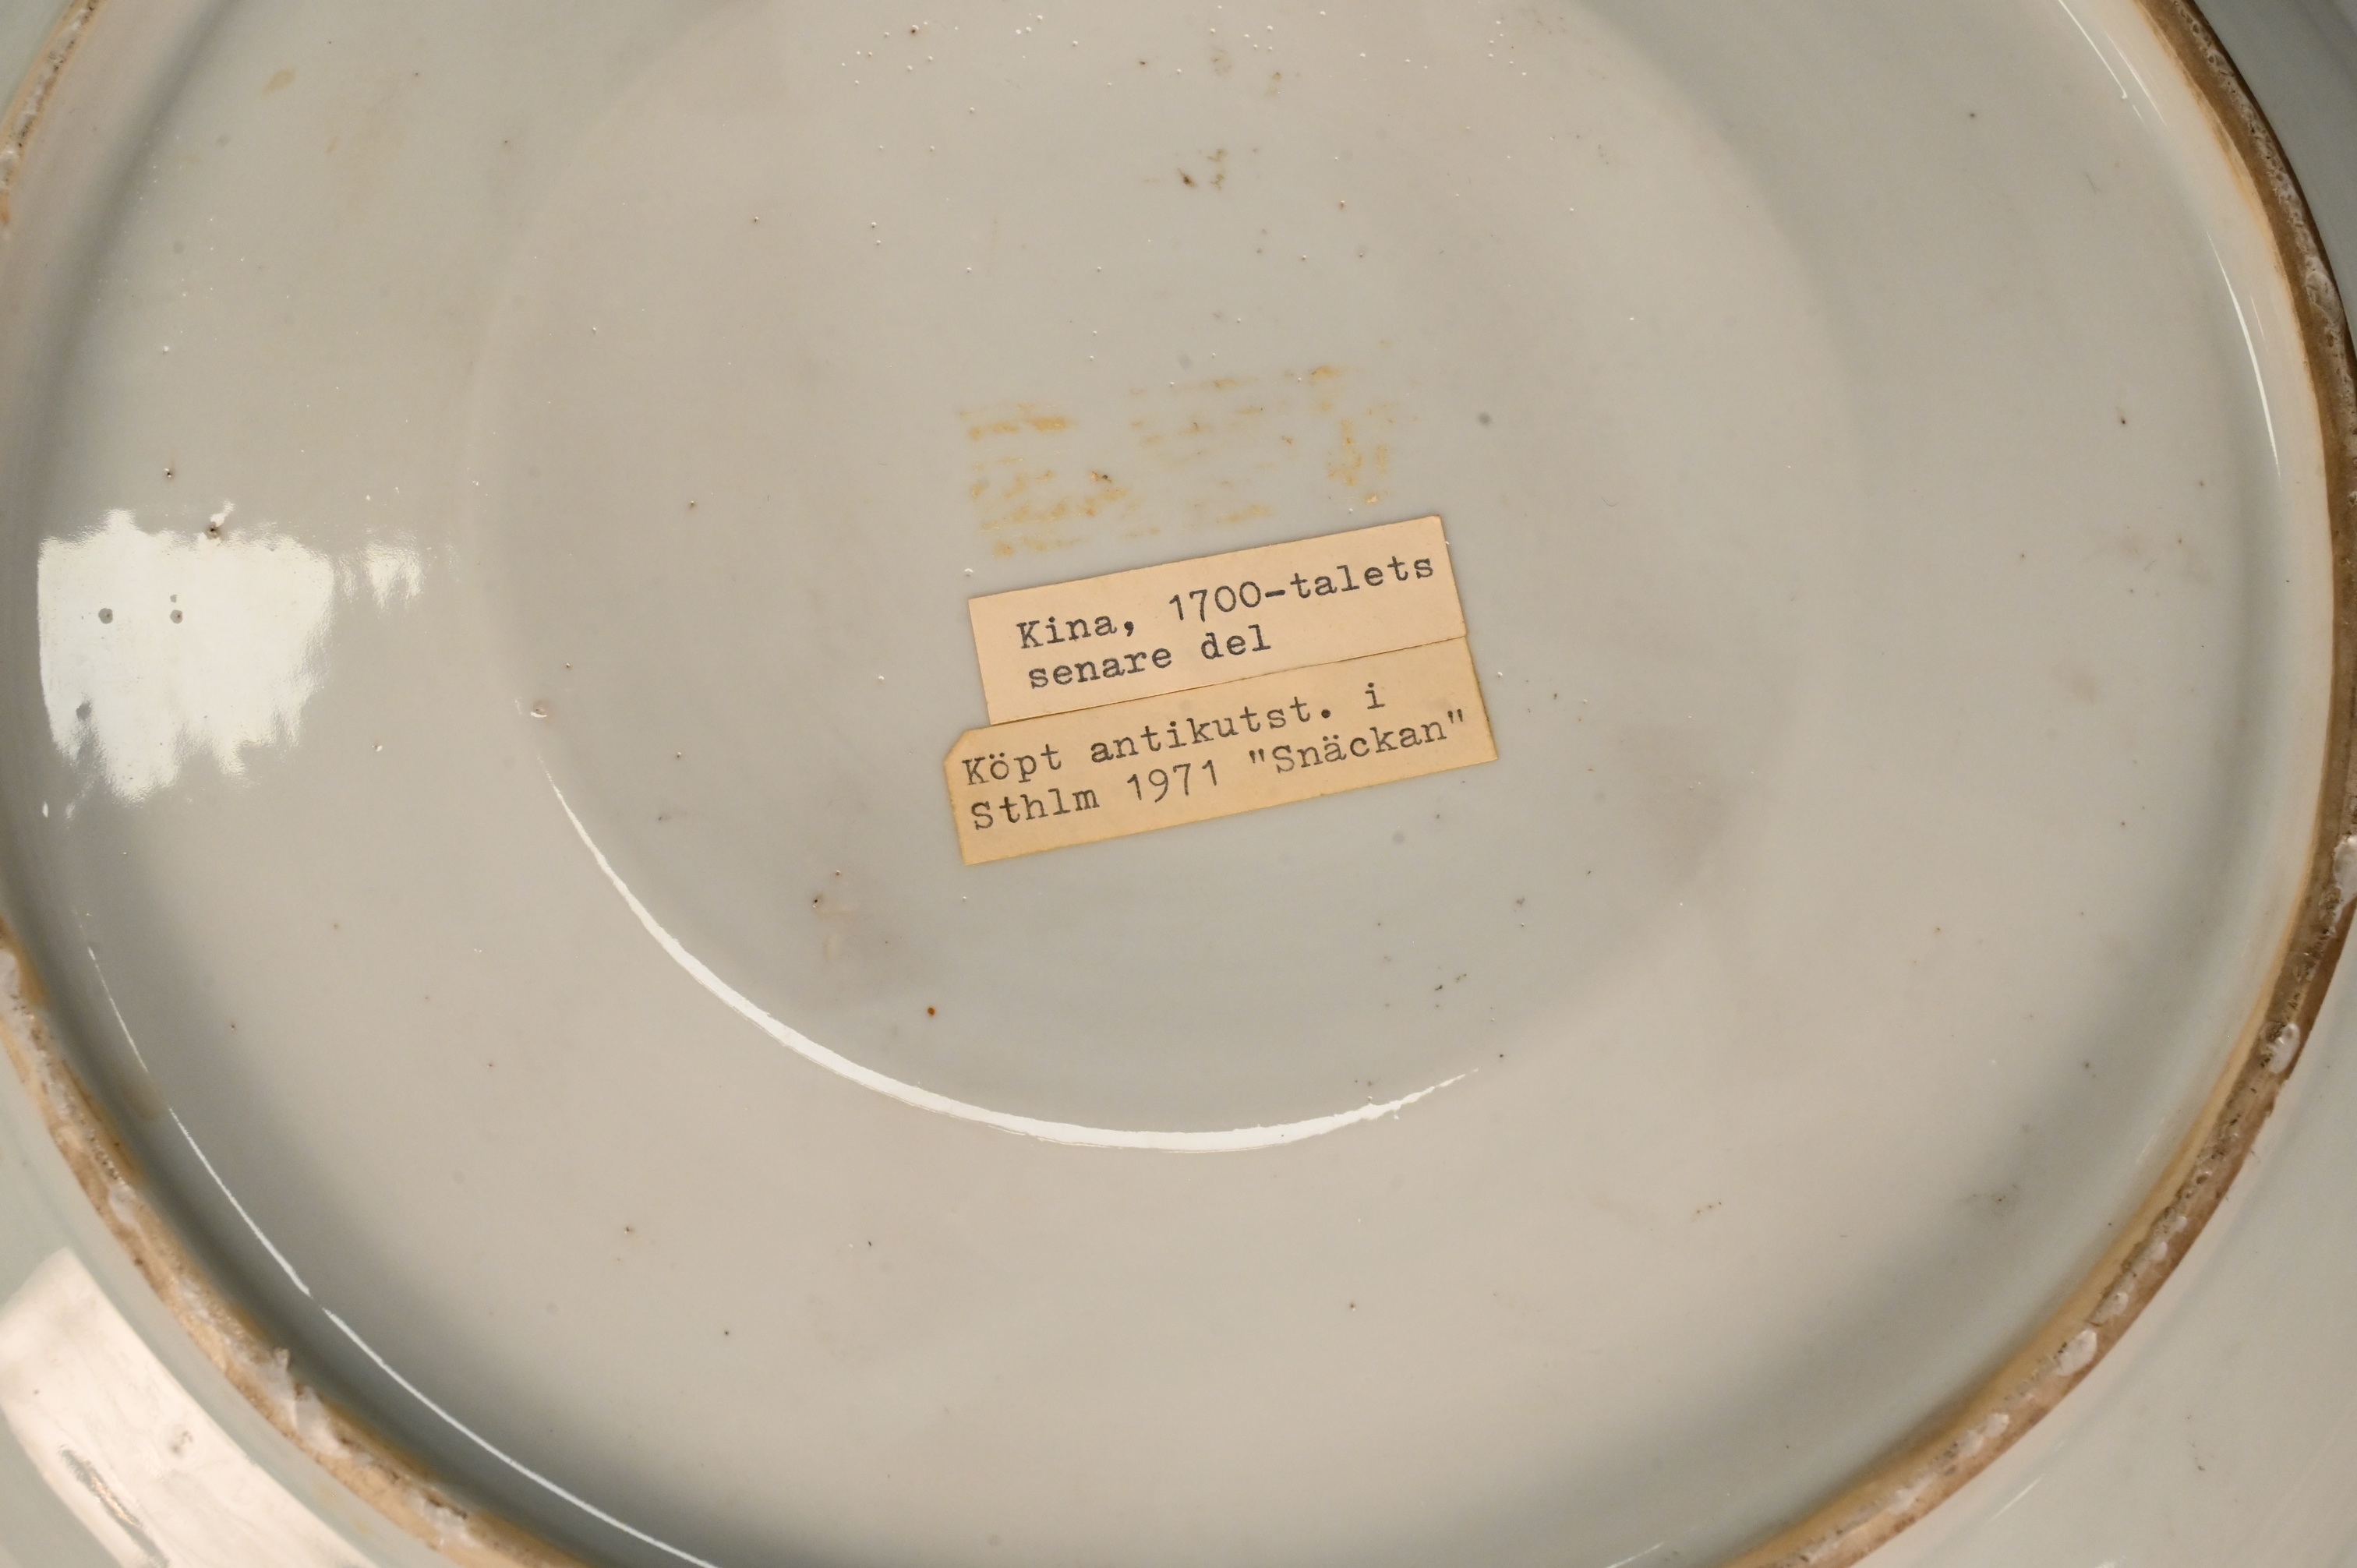 Kina, 1700-talets
senare del
Köpt antikutst. i
Sthlm 1971 "Snäckan"